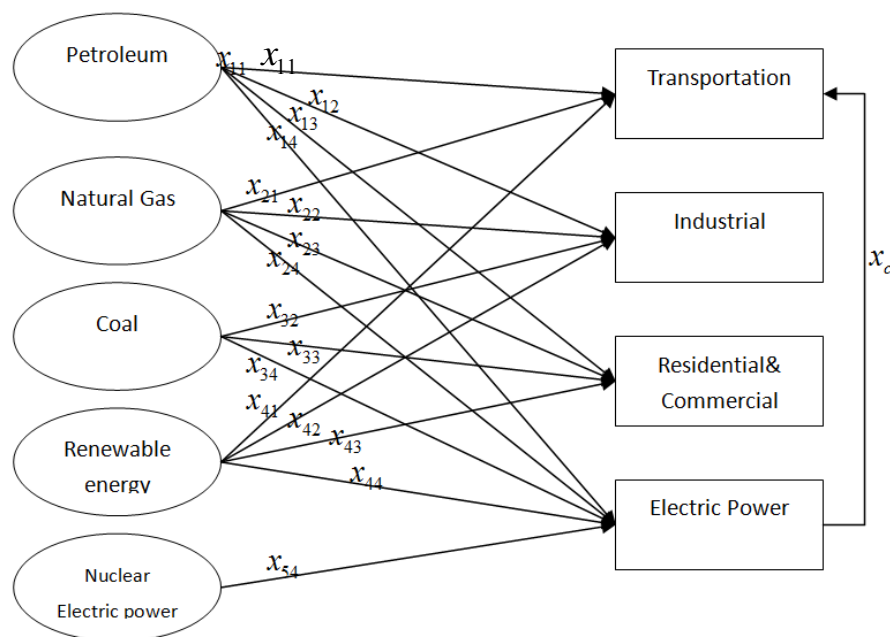 Petroleum
Natural Gas
Coal
Renewable
energy
Nuclear
Electric power
x11
x11
x12
x13
x14
x21
x22
x23
x24
x32
x33
x34
x41
x42
x43
x44
x54
Transportation
Industrial
Residential&
Commercial
Electric Power